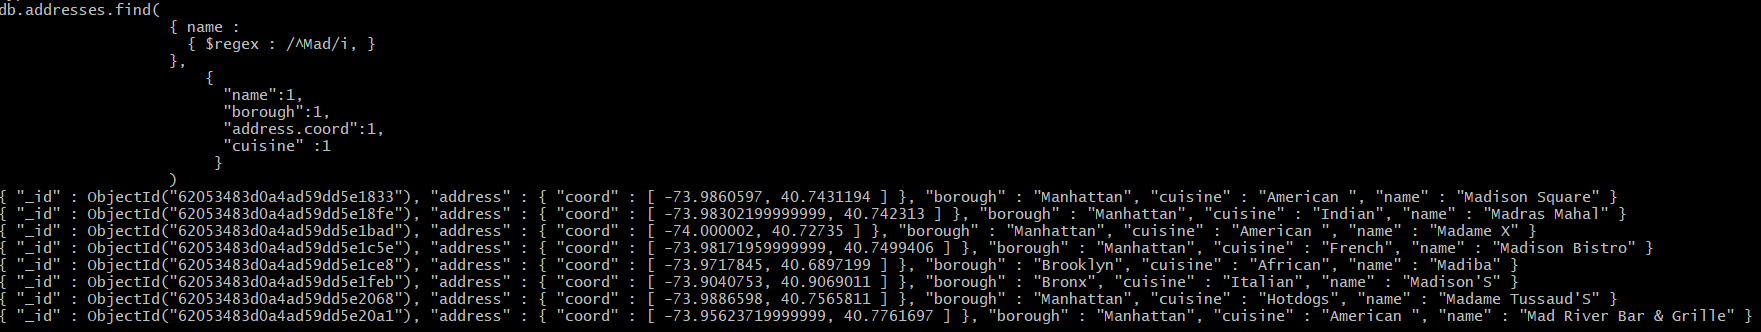 db.addresses.find(
{ name :
{ $regex : /^Mad/i, }
},
{
"name":1,
"borough":1,
"address.coord":1,
"cuisine" :1
}
)
{ "_id" : ObjectId("62053483d0a4ad59dd5e1833"), "address" : { "coord" : [ -73.9860597, 40.7431194 ] }, "borough" : "Manhattan", "cuisine" : "American ", "name" : "Madison Square" }
{ "_id" : ObjectId("62053483d0a4ad59dd5e18fe"), "address" : { "coord" : [ -73.98302199999999, 40.742313 ] }, "borough" : "Manhattan", "cuisine" : "Indian", "name" : "Madras Mahal" }
{ "_id" : ObjectId("62053483d0a4ad59dd5e1bad"), "address" : { "coord" : [ -74.000002, 40.72735 ] }, "borough" : "Manhattan", "cuisine" : "American ", "name" : "Madame X" }
{ "_id" : ObjectId("62053483d0a4ad59dd5e1c5e"), "address" : { "coord" : [ -73.98171959999999, 40.7499406 ] }, "borough" : "Manhattan", "cuisine" : "French", "name" : "Madison Bistro" }
{ "_id" : ObjectId("62053483d0a4ad59dd5e1ce8"), "address" : { "coord" : [ -73.9717845, 40.6897199 ] }, "borough" : "Brooklyn", "cuisine" : "African", "name" : "Madiba" }
{ "_id" : ObjectId("62053483d0a4ad59dd5e1feb"), "address" : { "coord" : [ -73.9040753, 40.9069011 ] }, "borough" : "Bronx", "cuisine" : "Italian", "name" : "Madison'S" }
{ "_id" : ObjectId("62053483d0a4ad59dd5e2068"), "address" : { "coord" : [ -73.9886598, 40.7565811 ] }, "borough" : "Manhattan", "cuisine" : "Hotdogs", "name" : "Madame Tussaud'S" }
{ "_id" : ObjectId("62053483d0a4ad59dd5e20a1"), "address" : { "coord" : [ -73.95623719999999, 40.7761697 ] }, "borough" : "Manhattan", "cuisine" : "American ", "name" : "Mad River Bar & Grille" }